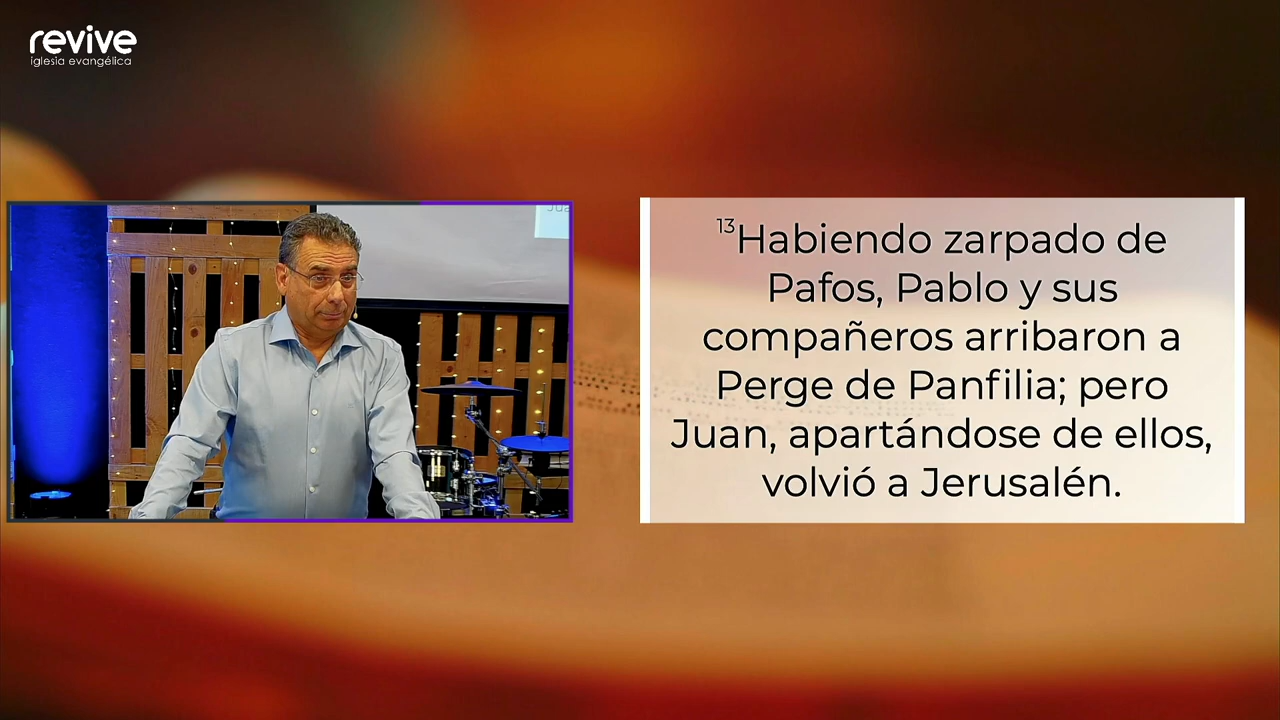 revive
iglesia evangélica
¹³Habiendo zarpado de
Pafos, Pablo y sus
compañeros arribaron a
Perge de Panfilia; pero
Juan, apartándose de ellos,
volvió a Jerusalén.